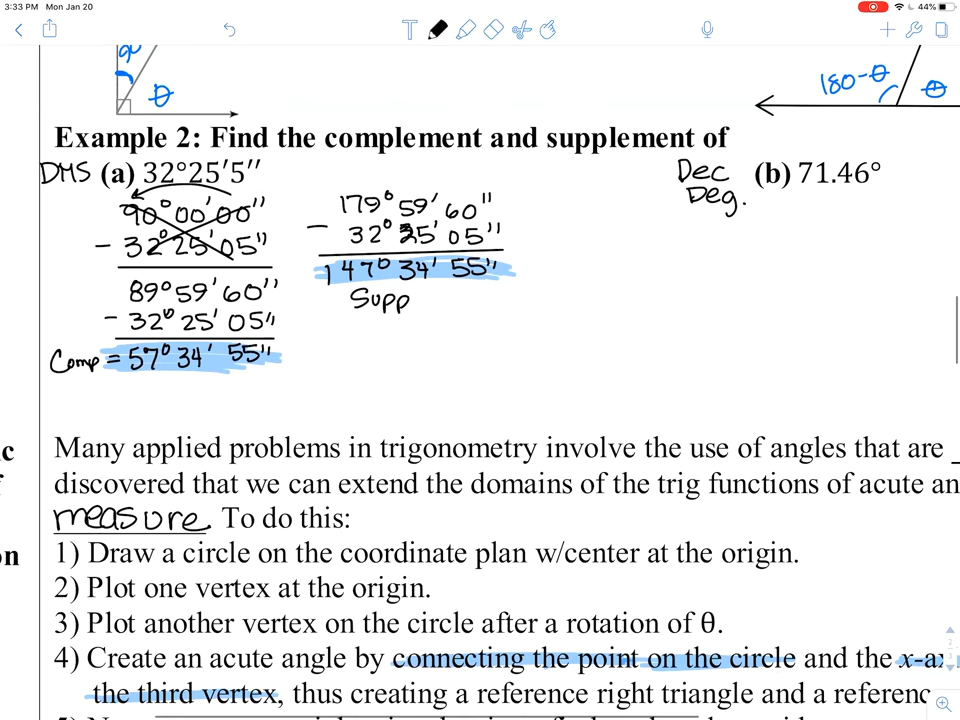 3:33 PM Mon Jan 20
44%
T
90
θ
180-θ
θ
Example 2: Find the complement and supplement of
DMS (a) 32°25′5″
Dec Deg. (b) 71.46°
90°00′00″
- 32°25′05″
89°59′60″
- 32°25′05″
Comp = 57°34′55″
179°59′60″
- 32°25′05″
147°34′55″
Supp
Many applied problems in trigonometry involve the use of angles that are _
discovered that we can extend the domains of the trig functions of acute an
measure. To do this:
1) Draw a circle on the coordinate plan w/center at the origin.
2) Plot one vertex at the origin.
3) Plot another vertex on the circle after a rotation of θ.
4) Create an acute angle by connecting the point on the circle and the x-ax
the third vertex, thus creating a reference right triangle and a referenc